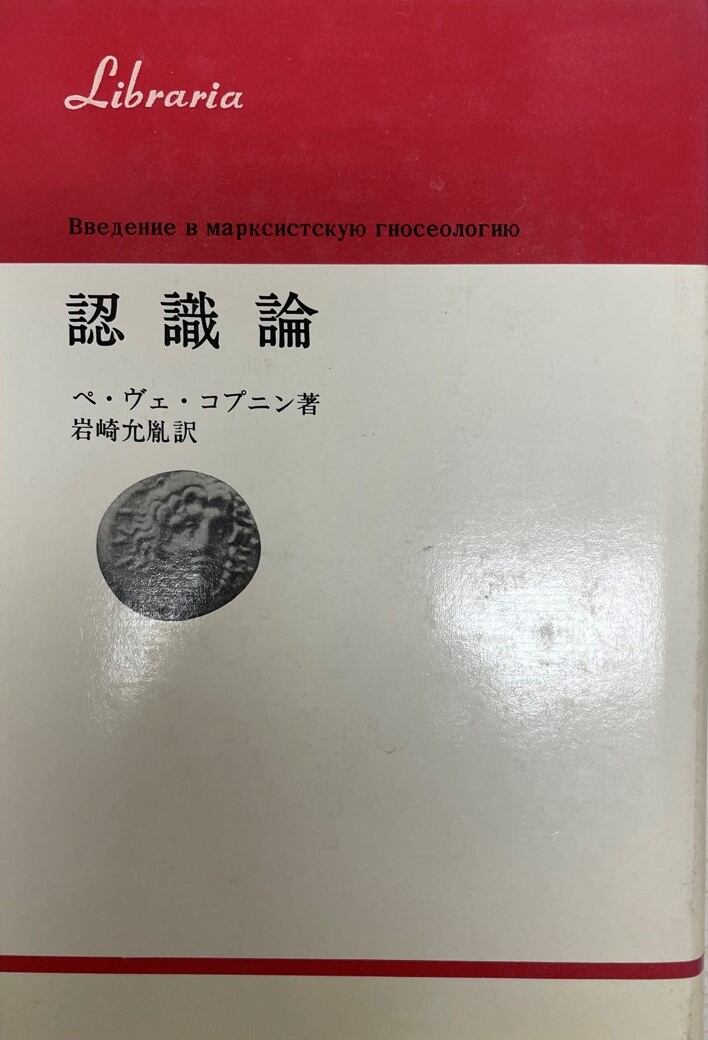 Libraria
Введение в марксистскую гносеологию
認識論
ペ・ヴェ・コプニン著
岩崎允胤訳